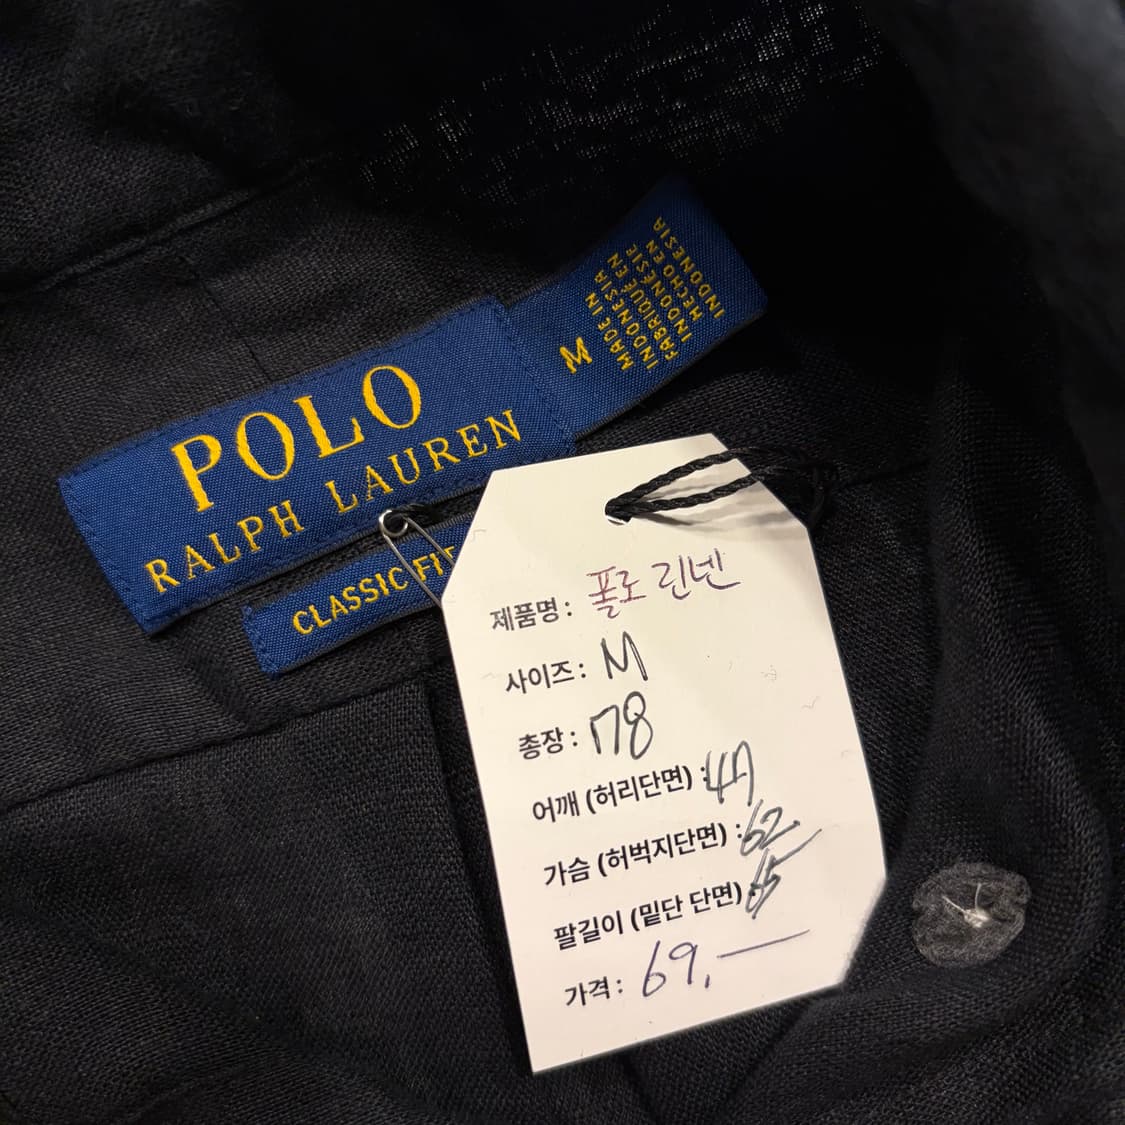 POLO
RALPH LAUREN
CLASSIC FIT
M
MADE IN
INDONESIA
FABRIQUÉ EN
INDONÉSIE
HECHO EN
INDONESIA
제품명 : 폴로 린넨
사이즈 : M
총장 : 78
어깨 (허리단면) : 47
가슴 (허벅지단면) : 62.
팔길이 (밑단 단면) :
가격 : 69,—